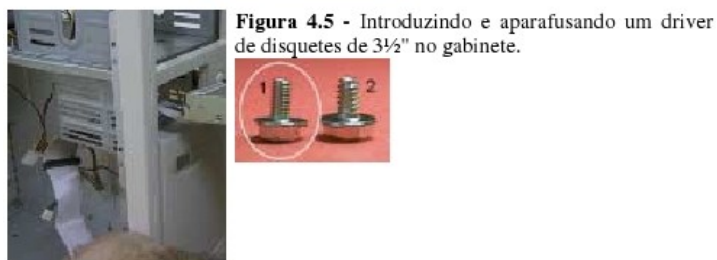 Figura 4.5 - Introduzindo e aparafusando um driver
de disquetes de 3½" no gabinete.
1 2